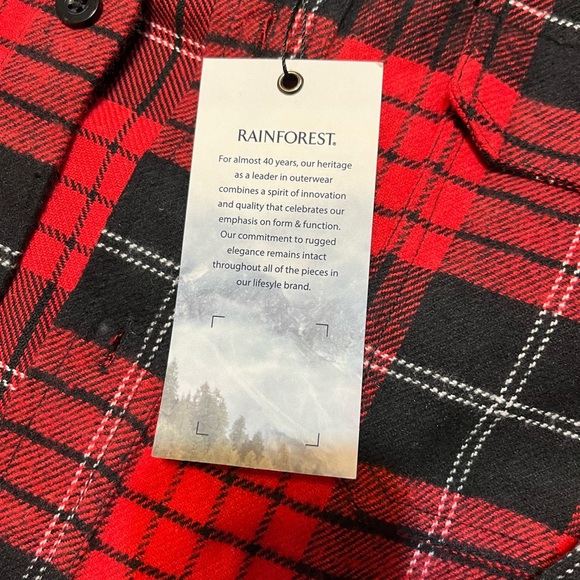 RAINFOREST®
For almost 40 years, our heritage
as a leader in outerwear
combines a spirit of innovation
and quality that celebrates our
emphasis on form & function.
Our commitment to rugged
elegance remains intact
throughout all of the pieces in
our lifesyle brand.